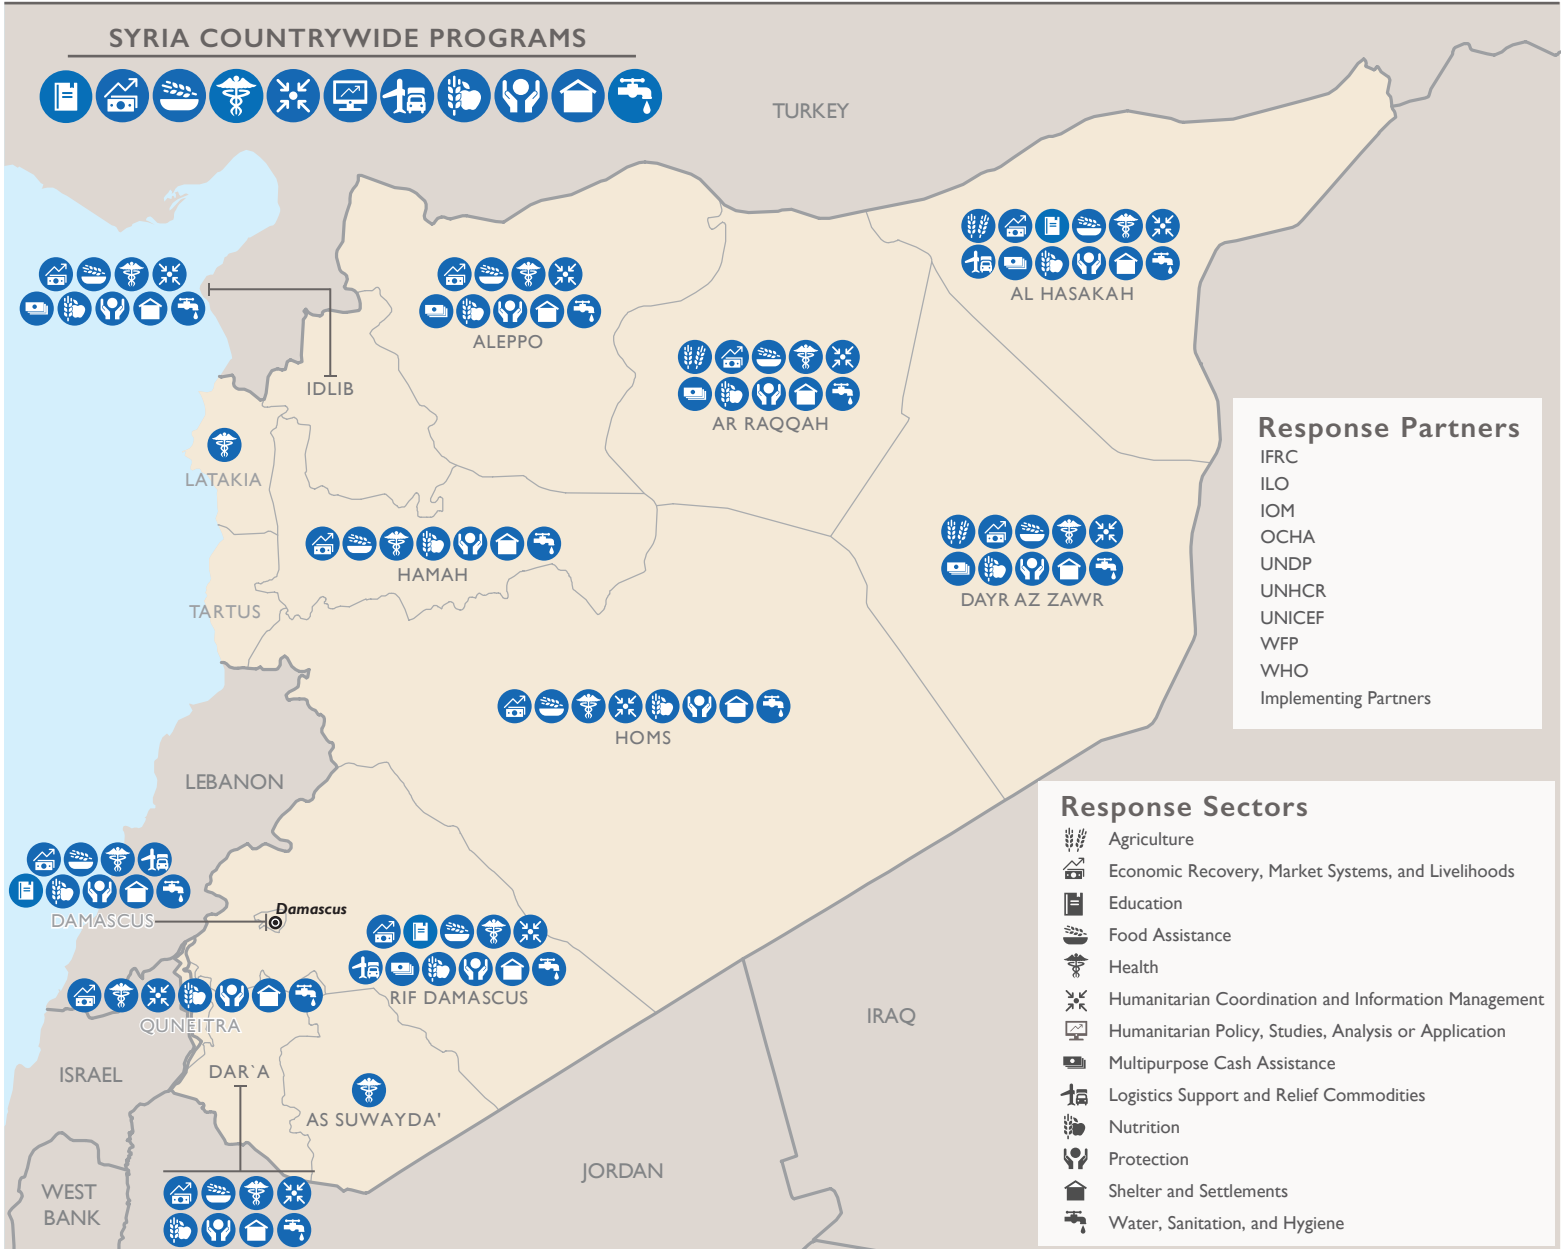 SYRIA COUNTRYWIDE PROGRAMS
TURKEY
AL HASAKAH
ALEPPO
IDLIB
AR RAQQAH
LATAKIA
HAMAH
DAYR AZ ZAWR
TARTUS
HOMS
LEBANON
DAMASCUS
Damascus
RIF DAMASCUS
QUNEITRA
IRAQ
ISRAEL
DAR`A
AS SUWAYDA'
JORDAN
WEST
BANK
Response Partners
IFRC
ILO
IOM
OCHA
UNDP
UNHCR
UNICEF
WFP
WHO
Implementing Partners
Response Sectors
Agriculture
Economic Recovery, Market Systems, and Livelihoods
Education
Food Assistance
Health
Humanitarian Coordination and Information Management
Humanitarian Policy, Studies, Analysis or Application
Multipurpose Cash Assistance
Logistics Support and Relief Commodities
Nutrition
Protection
Shelter and Settlements
Water, Sanitation, and Hygiene